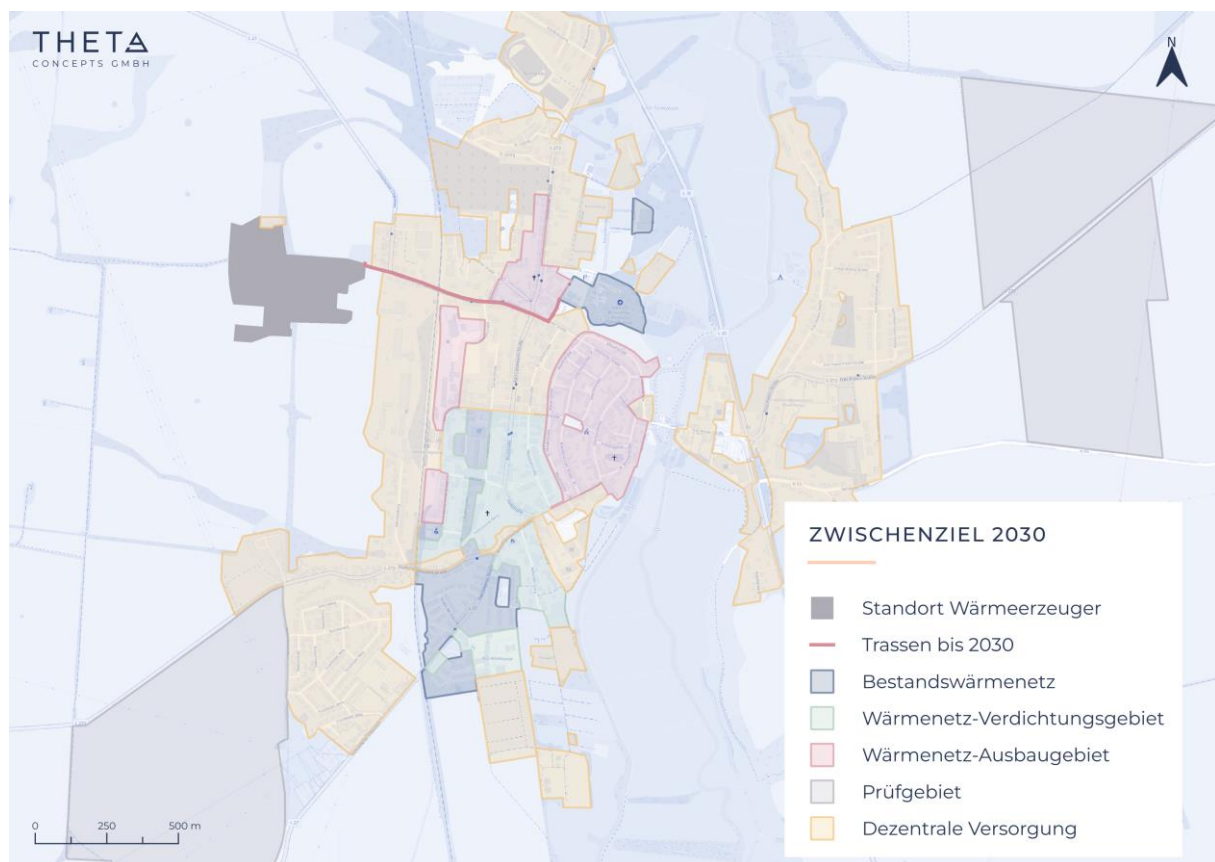 THETA
CONCEPTS GMBH
N
ZWISCHENZIEL 2030
Standort Wärmeerzeuger
Trassen bis 2030
Bestandswärmenetz
Wärmenetz-Verdichtungsgebiet
Wärmenetz-Ausbaugebiet
Prüfgebiet
Dezentrale Versorgung
0 250 500 m